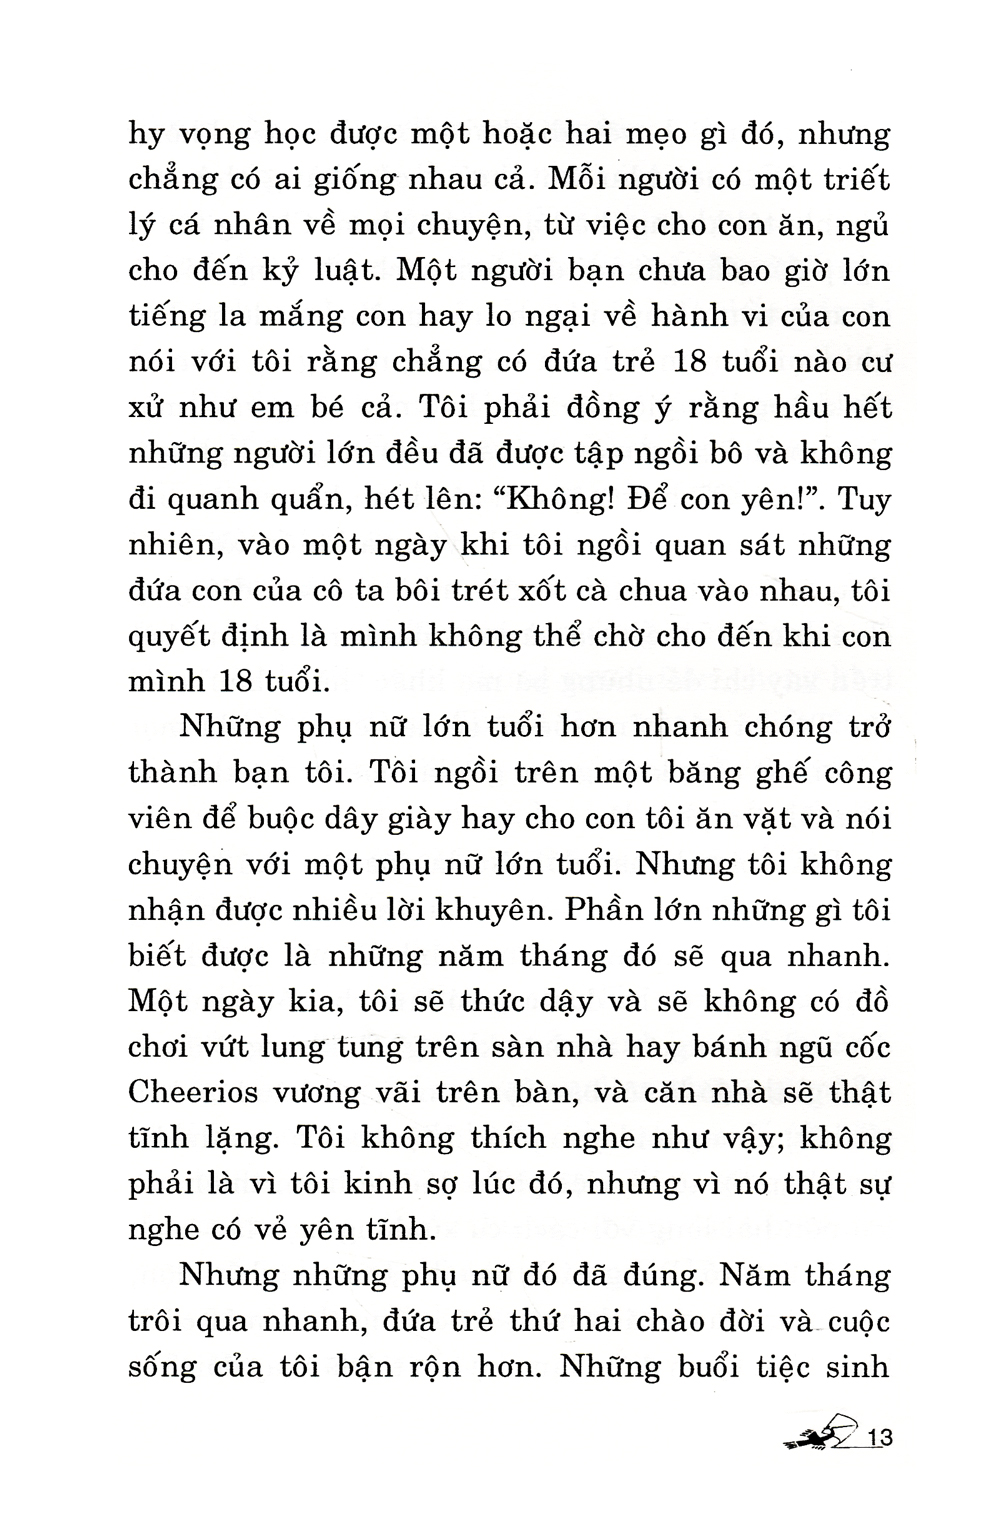 hy vọng học được một hoặc hai mẹo gì đó, nhưng
chẳng có ai giống nhau cả. Mỗi người có một triết
lý cá nhân về mọi chuyện, từ việc cho con ăn, ngủ
cho đến kỷ luật. Một người bạn chưa bao giờ lớn
tiếng la mắng con hay lo ngại về hành vi của con
nói với tôi rằng chẳng có đứa trẻ 18 tuổi nào cư
xử như em bé cả. Tôi phải đồng ý rằng hầu hết
những người lớn đều đã được tập ngồi bô và không
đi quanh quẩn, hét lên: “Không! Để con yên!”. Tuy
nhiên, vào một ngày khi tôi ngồi quan sát những
đứa con của cô ta bôi trét xốt cà chua vào nhau, tôi
quyết định là mình không thể chờ cho đến khi con
mình 18 tuổi.
Những phụ nữ lớn tuổi hơn nhanh chóng trở
thành bạn tôi. Tôi ngồi trên một băng ghế công
viên để buộc dây giày hay cho con tôi ăn vặt và nói
chuyện với một phụ nữ lớn tuổi. Nhưng tôi không
nhận được nhiều lời khuyên. Phần lớn những gì tôi
biết được là những năm tháng đó sẽ qua nhanh.
Một ngày kia, tôi sẽ thức dậy và sẽ không có đồ
chơi vứt lung tung trên sàn nhà hay bánh ngũ cốc
Cheerios vương vãi trên bàn, và căn nhà sẽ thật
tĩnh lặng. Tôi không thích nghe như vậy; không
phải là vì tôi kinh sợ lúc đó, nhưng vì nó thật sự
nghe có vẻ yên tĩnh.
Nhưng những phụ nữ đó đã đúng. Năm tháng
trôi qua nhanh, đứa trẻ thứ hai chào đời và cuộc
sống của tôi bận rộn hơn. Những buổi tiệc sinh
13